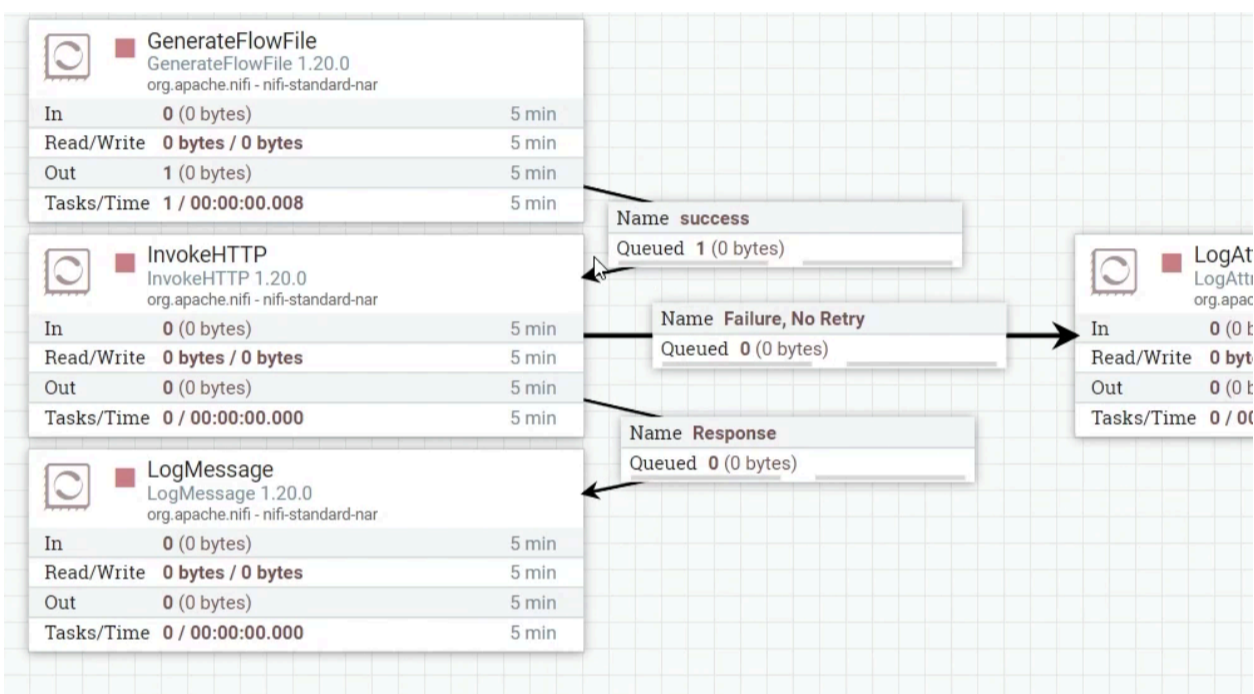 GenerateFlowFile
GenerateFlowFile 1.20.0
org.apache.nifi - nifi-standard-nar
In 0 (0 bytes) 5 min
Read/Write 0 bytes / 0 bytes 5 min
Out 1 (0 bytes) 5 min
Tasks/Time 1 / 00:00:00.008 5 min
Name success
Queued 1 (0 bytes)
InvokeHTTP
InvokeHTTP 1.20.0
org.apache.nifi - nifi-standard-nar
In 0 (0 bytes) 5 min
Read/Write 0 bytes / 0 bytes 5 min
Out 0 (0 bytes) 5 min
Tasks/Time 0 / 00:00:00.000 5 min
Name Failure, No Retry
Queued 0 (0 bytes)
Name Response
Queued 0 (0 bytes)
LogMessage
LogMessage 1.20.0
org.apache.nifi - nifi-standard-nar
In 0 (0 bytes) 5 min
Read/Write 0 bytes / 0 bytes 5 min
Out 0 (0 bytes) 5 min
Tasks/Time 0 / 00:00:00.000 5 min
In 0
Read/Write 0
Out 0
Tasks/Time 0 /